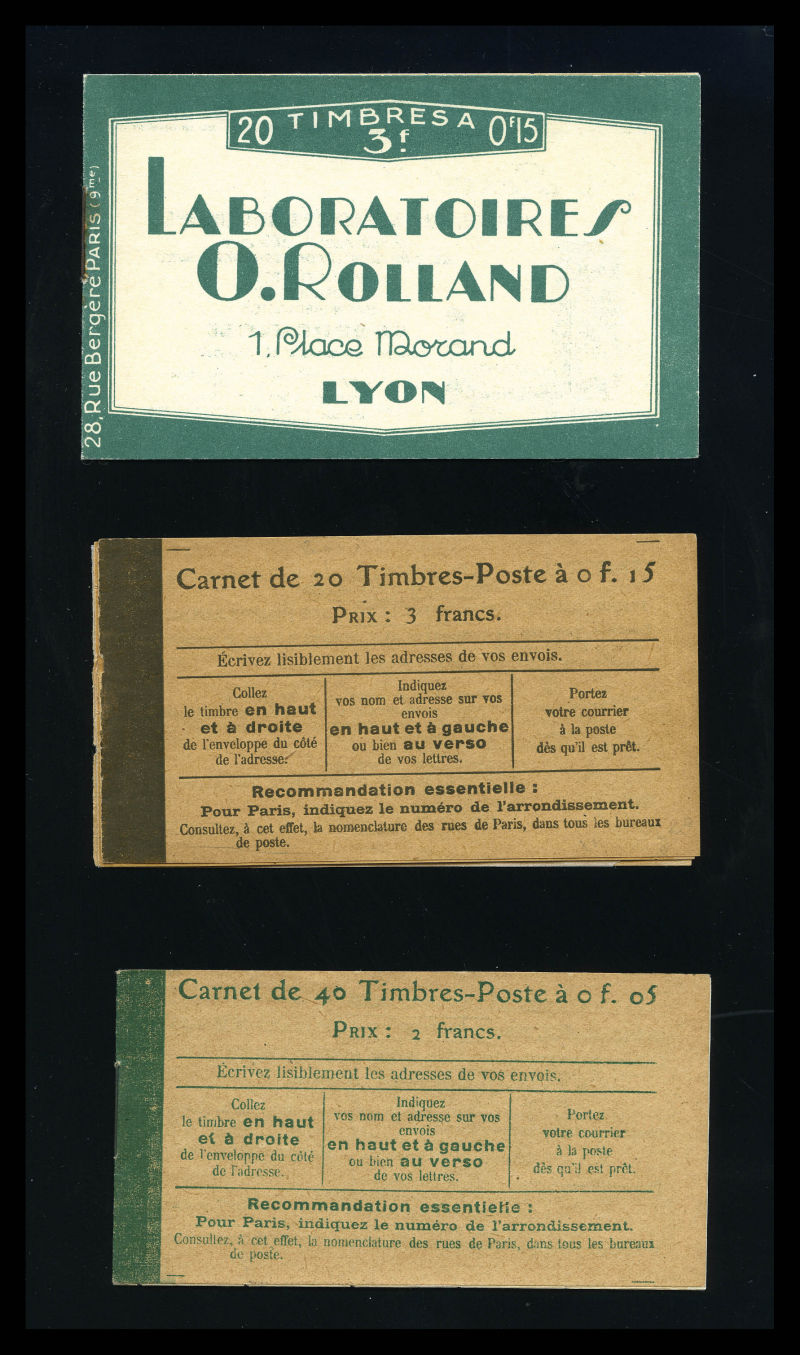 20 TIMBRES A 0f15
3f.
LABORATOIRES
O. ROLLAND
1, Place Morand
LYON
28, Rue Bergère PARIS (9me)
Carnet de 20 Timbres-Poste à 0 f. 15
PRIX : 3 francs.
Écrivez lisiblement les adresses de vos envois.
Collez
le timbre en haut
et à droite
de l'enveloppe du côté
de l'adresse.
Indiquez
vos nom et adresse sur vos
envois
en haut et à gauche
ou bien au verso
de vos lettres.
Portez
votre courrier
à la poste
dès qu'il est prêt.
Recommandation essentielle :
Pour Paris, indiquez le numéro de l'arrondissement.
Consultez, à cet effet, la nomenclature des rues de Paris, dans tous les bureaux
de poste.
Carnet de 40 Timbres-Poste à 0 f. 05
PRIX : 2 francs.
Écrivez lisiblement les adresses de vos envois.
Collez
le timbre en haut
et à droite
de l'enveloppe du côté
de l'adresse.
Indiquez
vos nom et adresse sur vos
envois
en haut et à gauche
ou bien au verso
de vos lettres.
Portez
votre courrier
à la poste
dès qu'il est prêt.
Recommandation essentielle :
Pour Paris, indiquez le numéro de l'arrondissement.
Consultez, à cet effet, la nomenclature des rues de Paris, dans tous les bureaux
de poste.